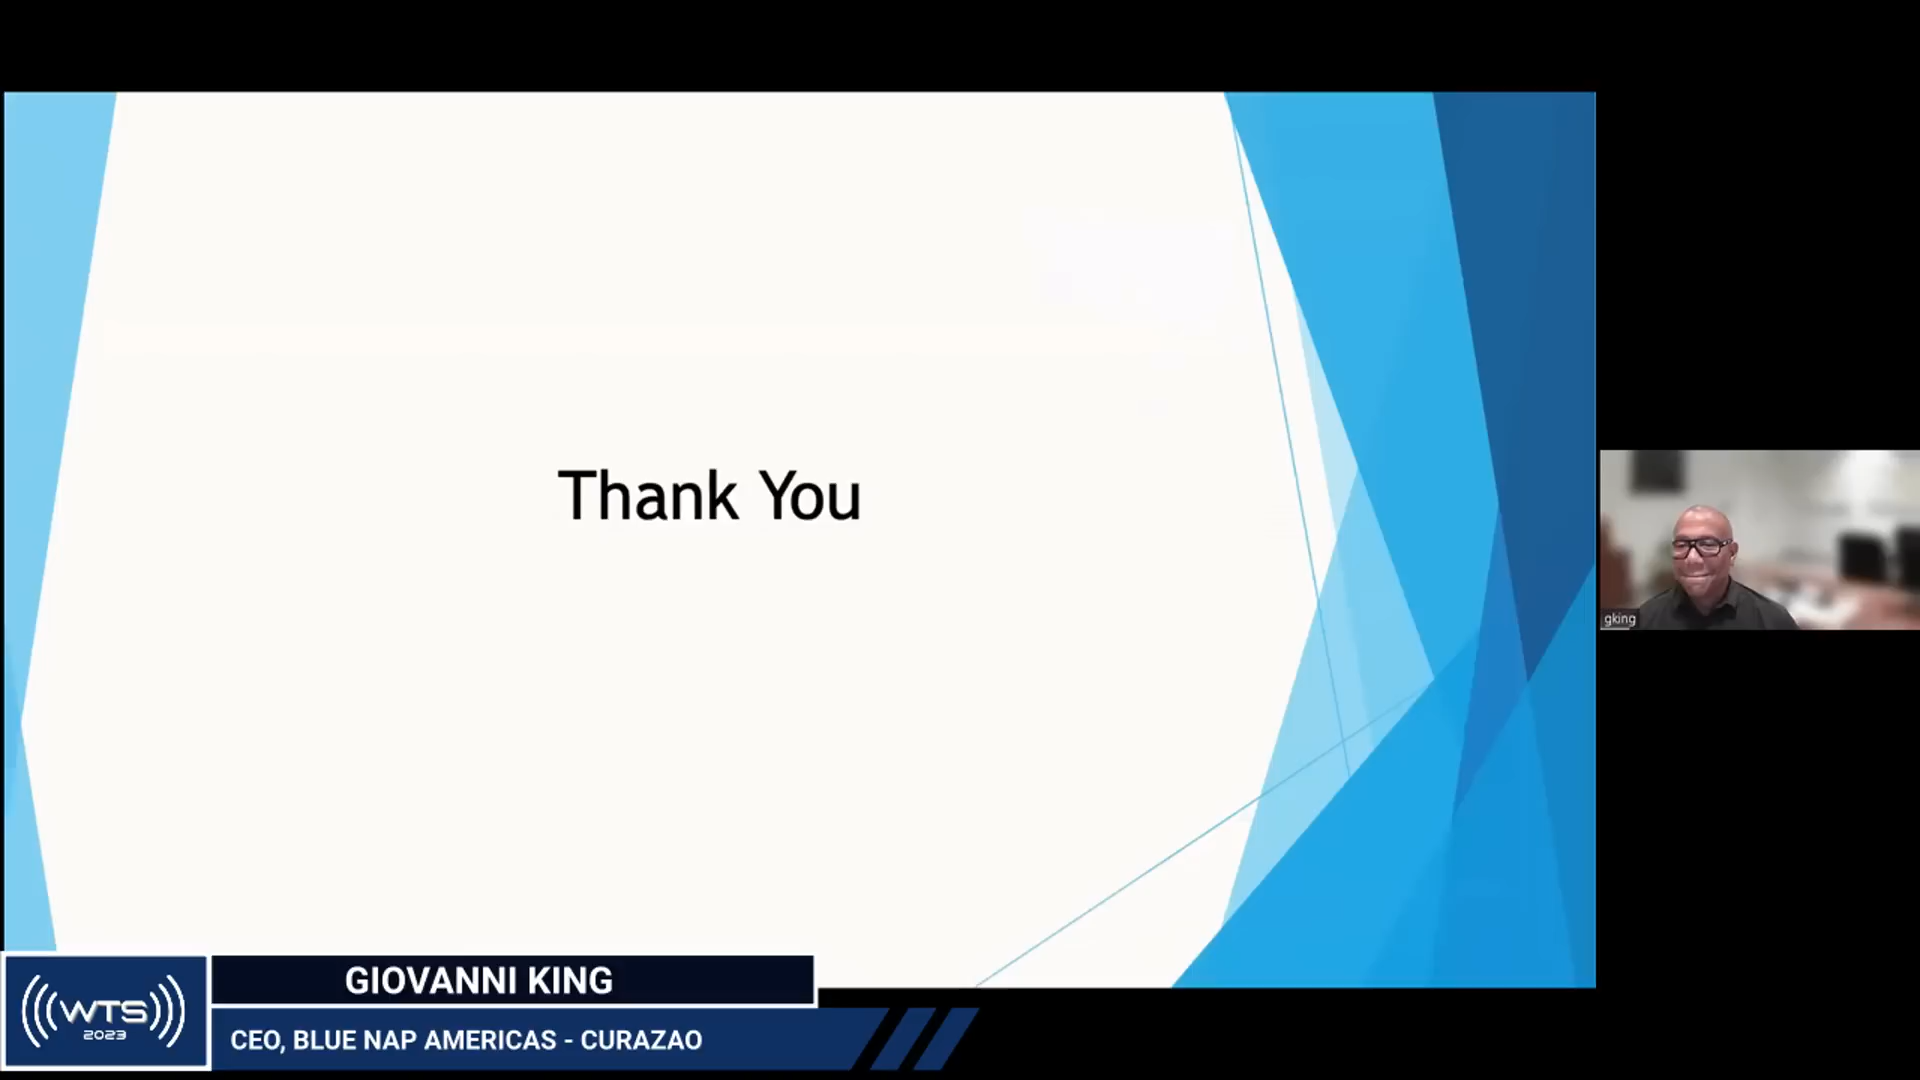 Thank You
gking
GIOVANNI KING
WTS
2023
CEO, BLUE NAP AMERICAS - CURAZAO